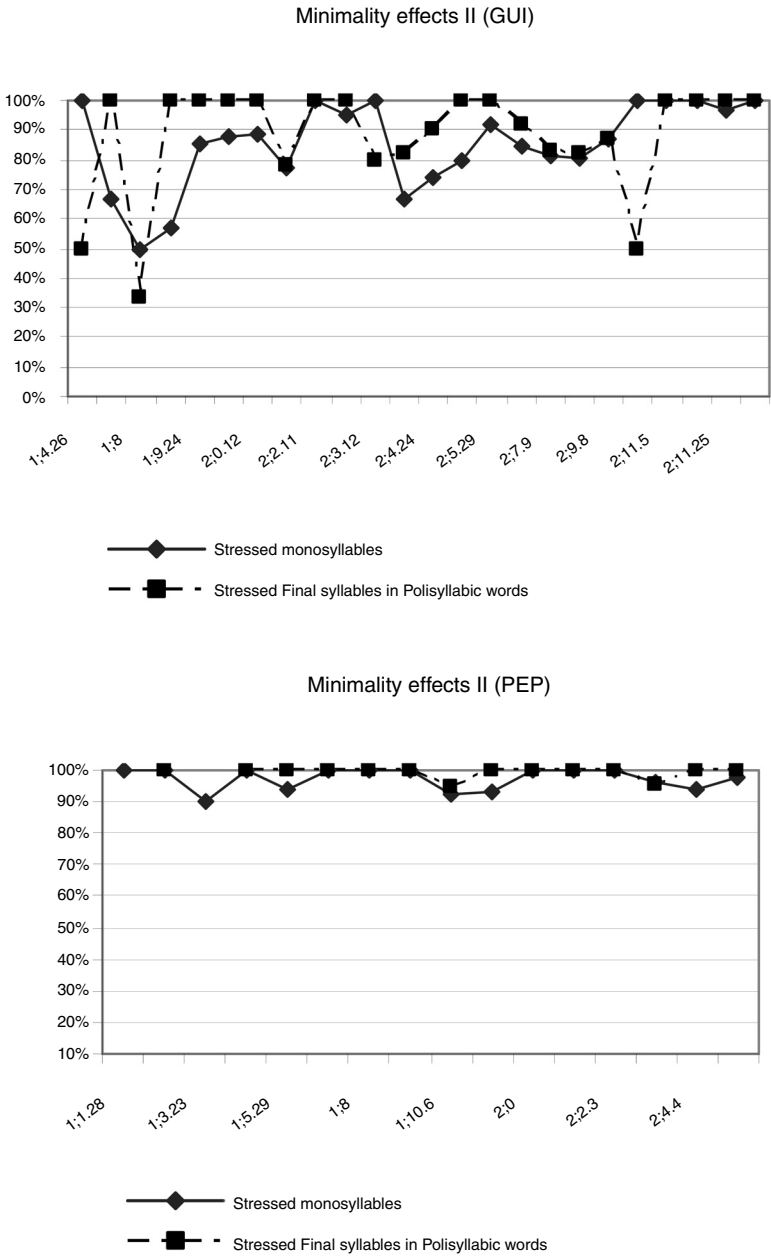 Minimality effects II (GUI)
100%
90%
80%
70%
60%
50%
40%
30%
20%
10%
0%
1;4.26 1;8 1;9.24 2;0.12 2;2.11 2;3.12 2;4.24 2;5.29 2;7.9 2;9.8 2;11.5 2;11.25
Stressed monosyllables
Stressed Final syllables in Polisyllabic words
Minimality effects II (PEP)
100%
90%
80%
70%
60%
50%
40%
30%
20%
10%
1;1.28 1;3.23 1;5.29 1;8 1;10.6 2;0 2;2.3 2;4.4
Stressed monosyllables
Stressed Final syllables in Polisyllabic words